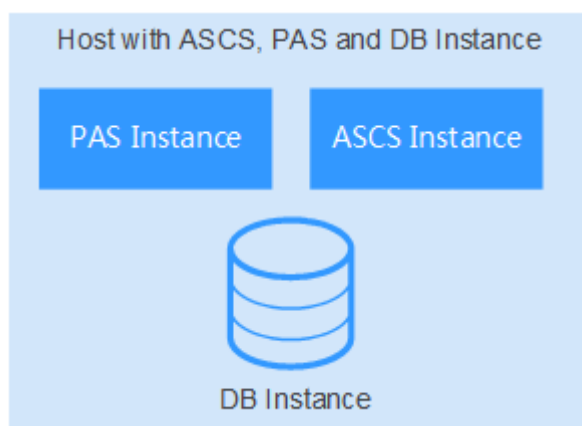 Host with ASCS, PAS and DB Instance
PAS Instance
ASCS Instance
DB Instance